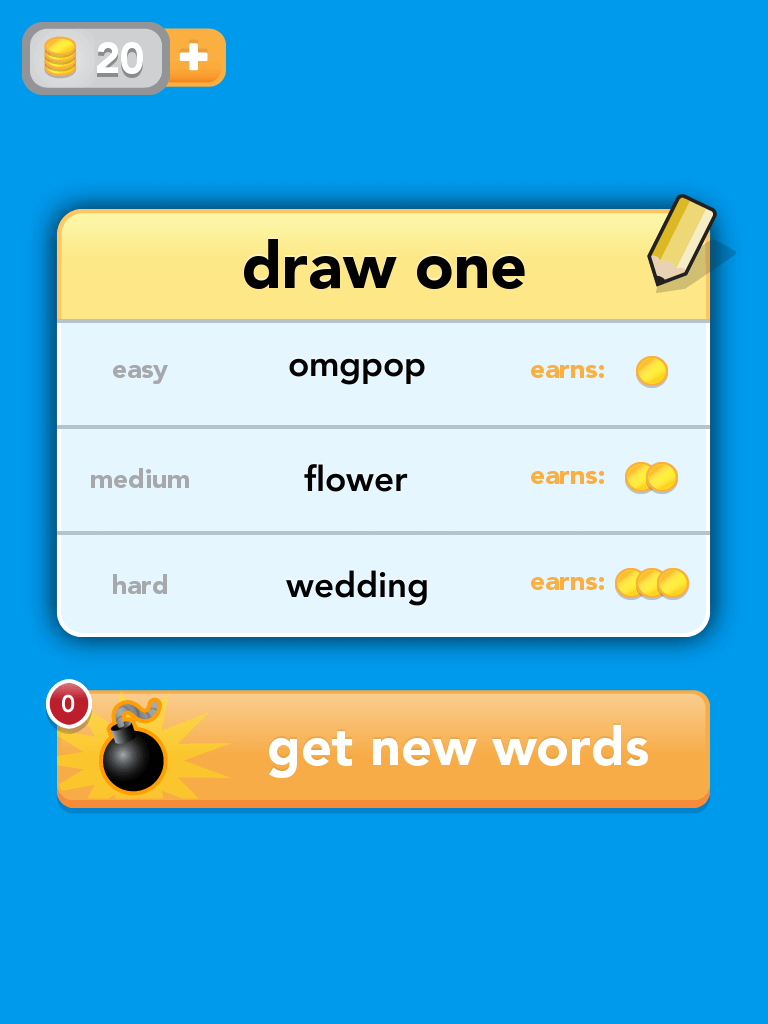 20 +
draw one
easy omgpop earns:
medium flower earns:
hard wedding earns:
0
get new words